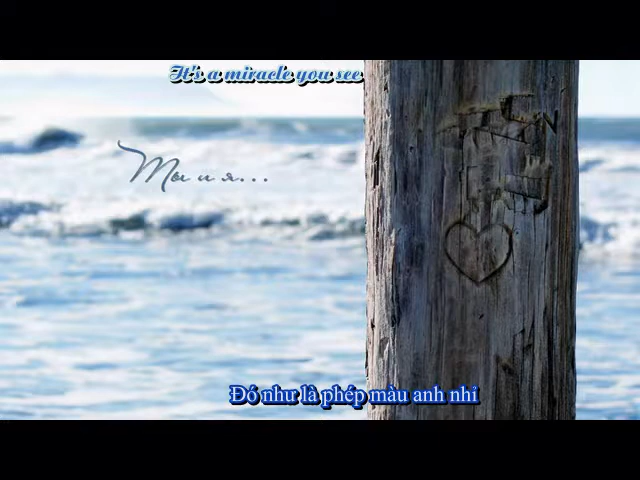 It's a miracle you see
Ты и я...
Đó như là phép màu anh nhỉ